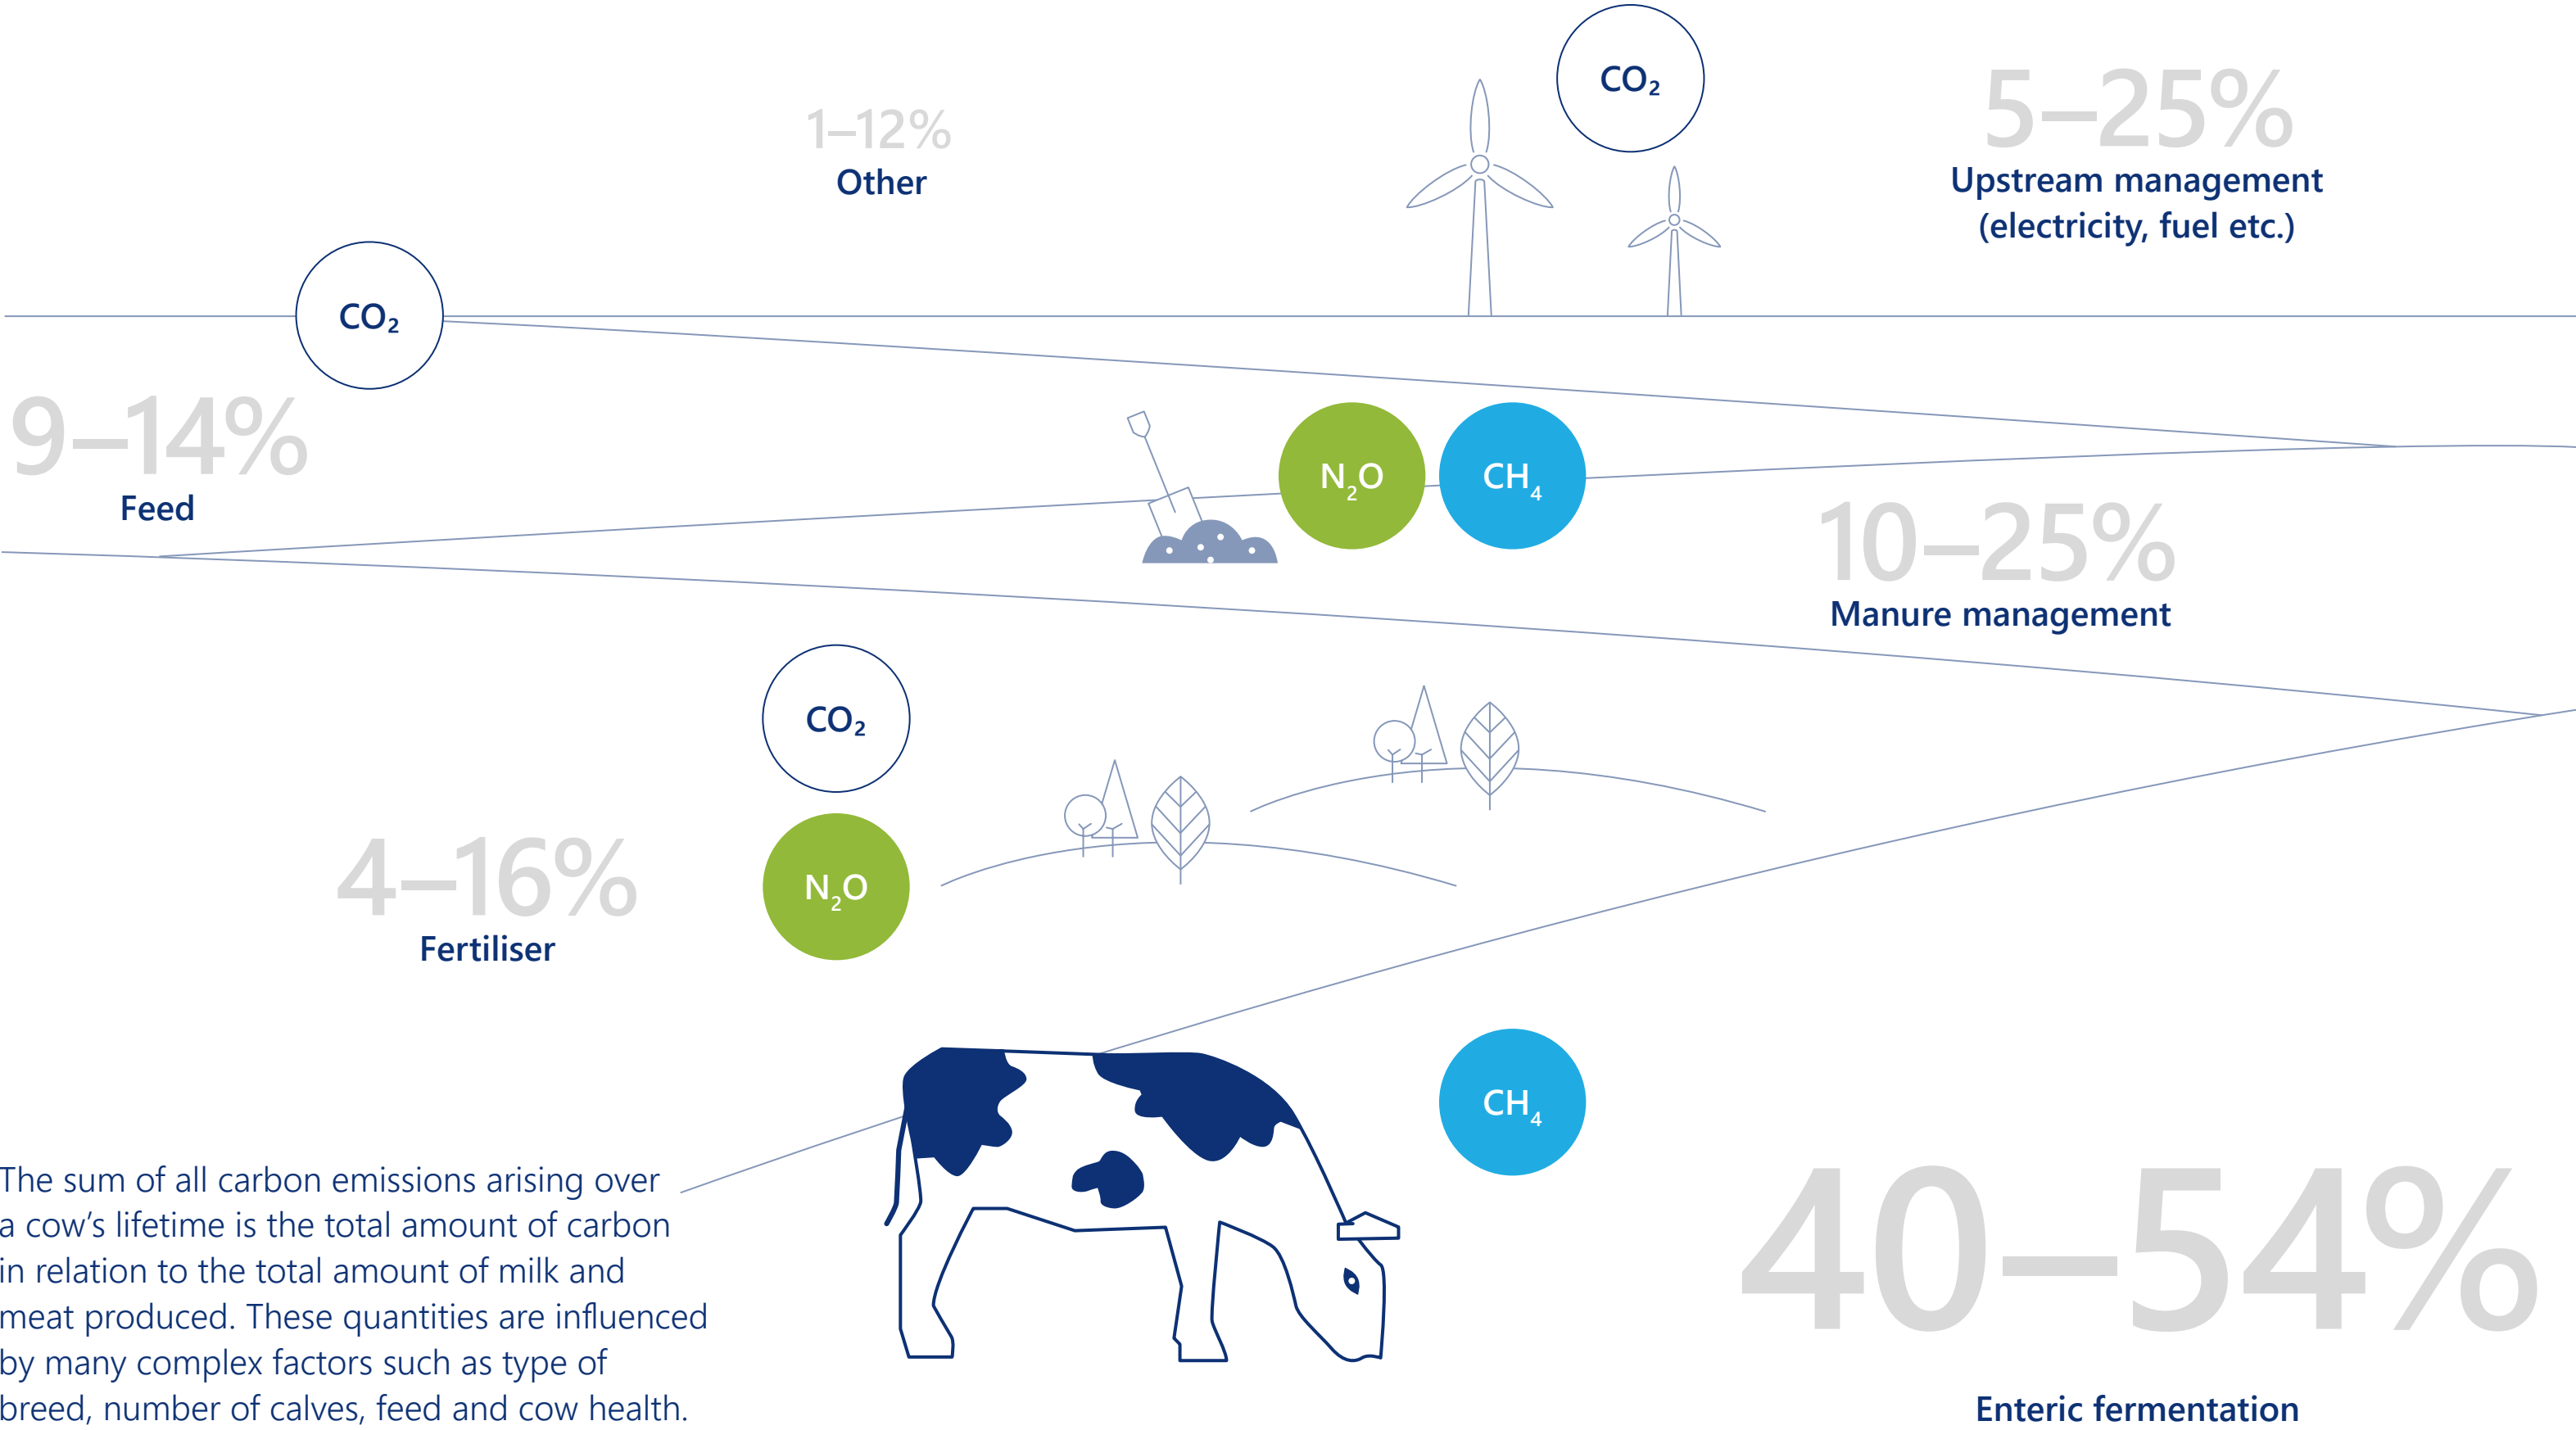 CO₂
5–25%
Upstream management
(electricity, fuel etc.)
1–12%
Other
CO₂
9–14%
Feed
N₂O
CH₄
10–25%
Manure management
CO₂
N₂O
4–16%
Fertiliser
CH₄
40–54%
Enteric fermentation
The sum of all carbon emissions arising over
a cow’s lifetime is the total amount of carbon
in relation to the total amount of milk and
meat produced. These quantities are influenced
by many complex factors such as type of
breed, number of calves, feed and cow health.